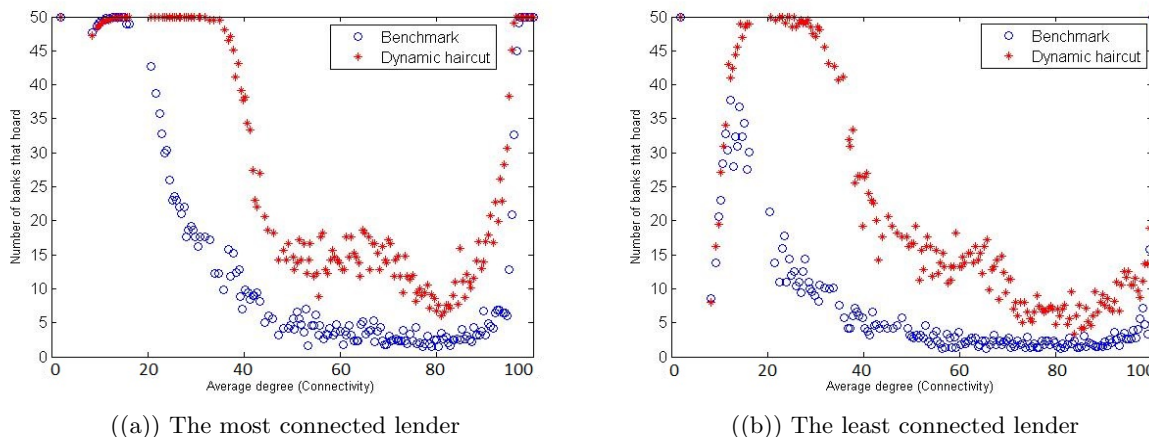 50
45
40
35
30
25
20
15
10
5
0
Number of banks that hoard
Benchmark
Dynamic haircut
0 20 40 60 80 100
Average degree (Connectivity)
((a)) The most connected lender
50
45
40
35
30
25
20
15
10
5
0
Number of banks that hoard
Benchmark
Dynamic haircut
0 20 40 60 80 100
Average degree (Connectivity)
((b)) The least connected lender